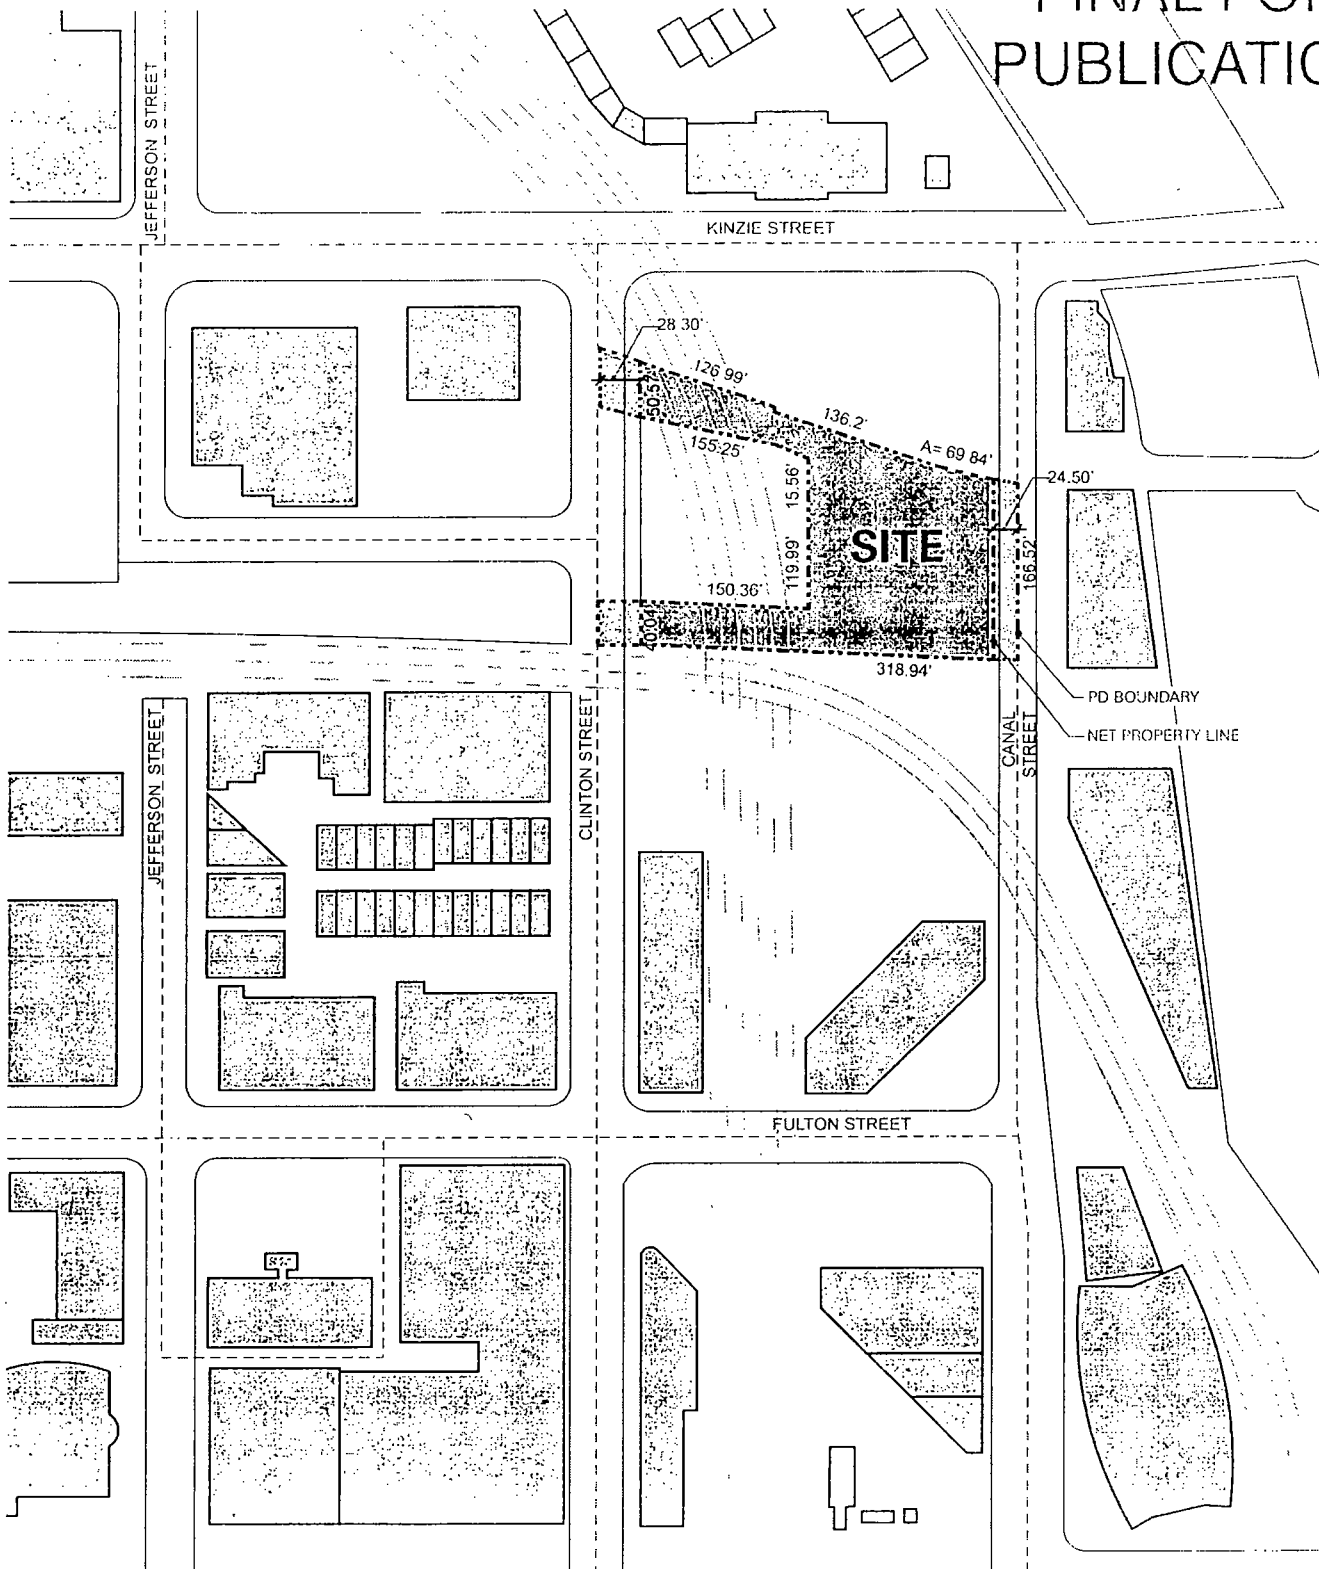 FINAL FOR
PUBLICATIO
JEFFERSON STREET
KINZIE STREET
28 30'
126 99'
50.57'
136.2'
155.25'
A= 69 84'
24.50'
15.56'
SITE
119.99'
166.52'
150.36'
40.04'
318.94'
PD BOUNDARY
NET PROPERTY LINE
CANAL
STREET
JEFFERSON STREET
CLINTON STREET
FULTON STREET